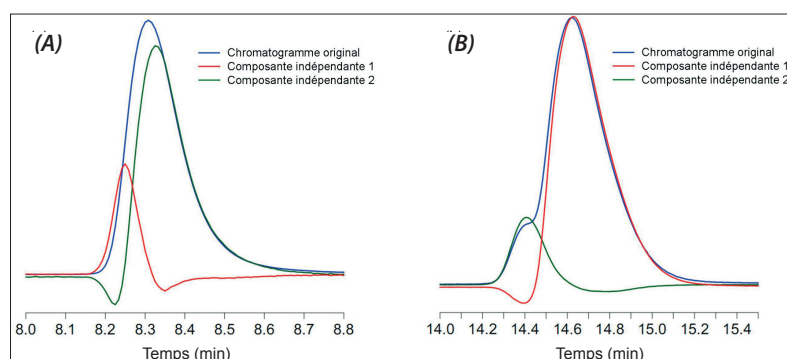 (A)
Chromatogramme original
Composante indépendante 1
Composante indépendante 2
8.0 8.1 8.2 8.3 8.4 8.5 8.6 8.7 8.8
Temps (min)
(B)
Chromatogramme original
Composante indépendante 1
Composante indépendante 2
14.0 14.2 14.4 14.6 14.8 15.0 15.2 15.4
Temps (min)